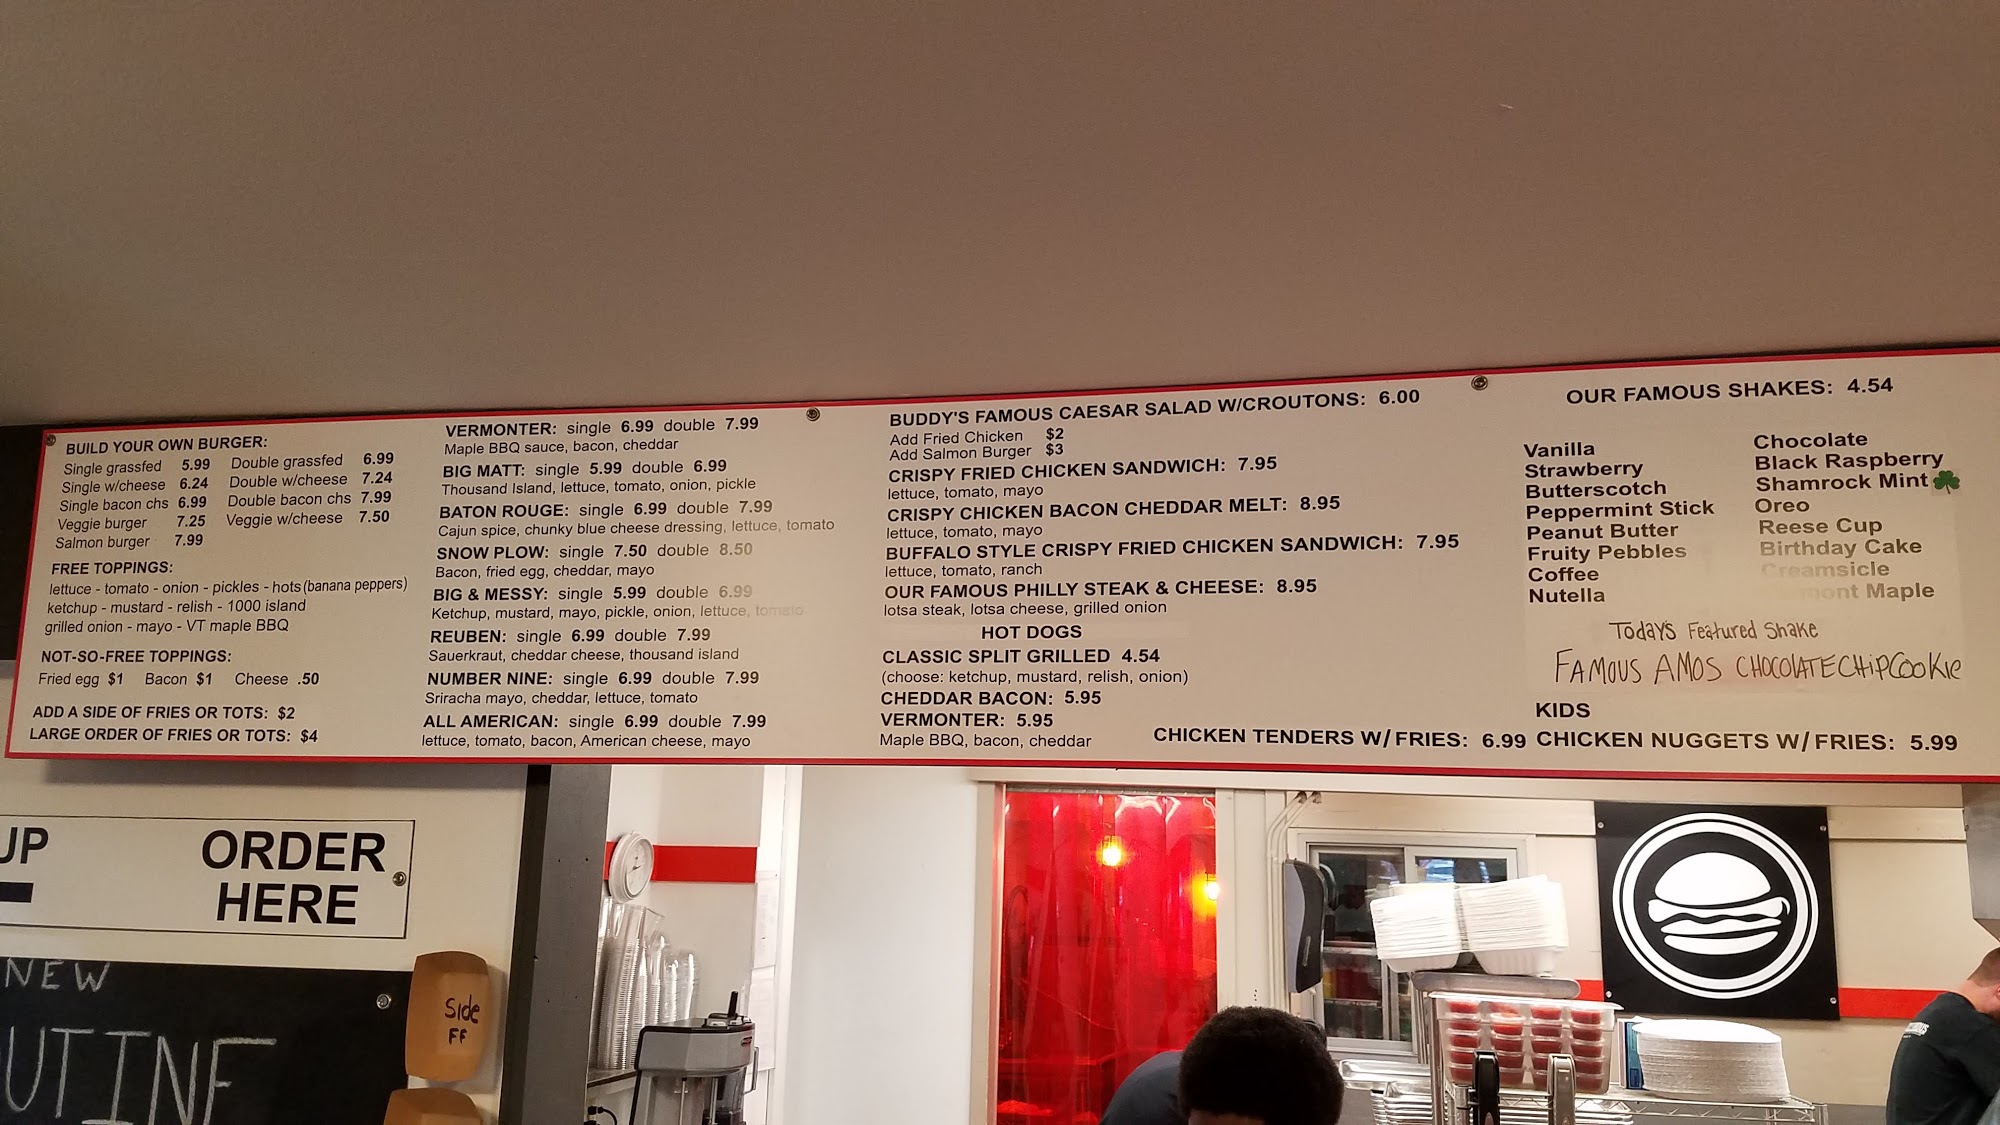 BUILD YOUR OWN BURGER:
Single grassfed 5.99 Double grassfed 6.99
Single w/cheese 6.24 Double w/cheese 7.24
Single bacon chs 6.99 Double bacon chs 7.99
Veggie burger 7.25 Veggie w/cheese 7.50
Salmon burger 7.99
FREE TOPPINGS:
lettuce - tomato - onion - pickles - hots (banana peppers)
ketchup - mustard - relish - 1000 island
grilled onion - mayo - VT maple BBQ
NOT-SO-FREE TOPPINGS:
Fried egg $1 Bacon $1 Cheese .50
ADD A SIDE OF FRIES OR TOTS: $2
LARGE ORDER OF FRIES OR TOTS: $4
VERMONTER: single 6.99 double 7.99
Maple BBQ sauce, bacon, cheddar
BIG MATT: single 5.99 double 6.99
Thousand Island, lettuce, tomato, onion, pickle
BATON ROUGE: single 6.99 double 7.99
Cajun spice, chunky blue cheese dressing, lettuce, tomato
SNOW PLOW: single 7.50 double 8.50
Bacon, fried egg, cheddar, mayo
BIG & MESSY: single 5.99 double 6.99
Ketchup, mustard, mayo, pickle, onion, lettuce, tomato
REUBEN: single 6.99 double 7.99
Sauerkraut, cheddar cheese, thousand island
NUMBER NINE: single 6.99 double 7.99
Sriracha mayo, cheddar, lettuce, tomato
ALL AMERICAN: single 6.99 double 7.99
lettuce, tomato, bacon, American cheese, mayo
BUDDY'S FAMOUS CAESAR SALAD W/CROUTONS: 6.00
Add Fried Chicken $2
Add Salmon Burger $3
CRISPY FRIED CHICKEN SANDWICH: 7.95
lettuce, tomato, mayo
CRISPY CHICKEN BACON CHEDDAR MELT: 8.95
lettuce, tomato, mayo
BUFFALO STYLE CRISPY FRIED CHICKEN SANDWICH: 7.95
lettuce, tomato, ranch
OUR FAMOUS PHILLY STEAK & CHEESE: 8.95
lotsa steak, lotsa cheese, grilled onion
HOT DOGS
CLASSIC SPLIT GRILLED 4.54
(choose: ketchup, mustard, relish, onion)
CHEDDAR BACON: 5.95
VERMONTER: 5.95
Maple BBQ, bacon, cheddar
CHICKEN TENDERS W/ FRIES: 6.99
OUR FAMOUS SHAKES: 4.54
Vanilla
Strawberry
Butterscotch
Peppermint Stick
Peanut Butter
Fruity Pebbles
Coffee
Nutella
Chocolate
Black Raspberry
Shamrock Mint
Oreo
Reese Cup
Birthday Cake
Creamsicle
Maple
Today's Featured Shake
FAMOUS AMOS CHOCOLATE CHIP COOKIE
KIDS
CHICKEN NUGGETS W/ FRIES: 5.99
UP
ORDER
HERE
NEW
UTINE
Side
FF